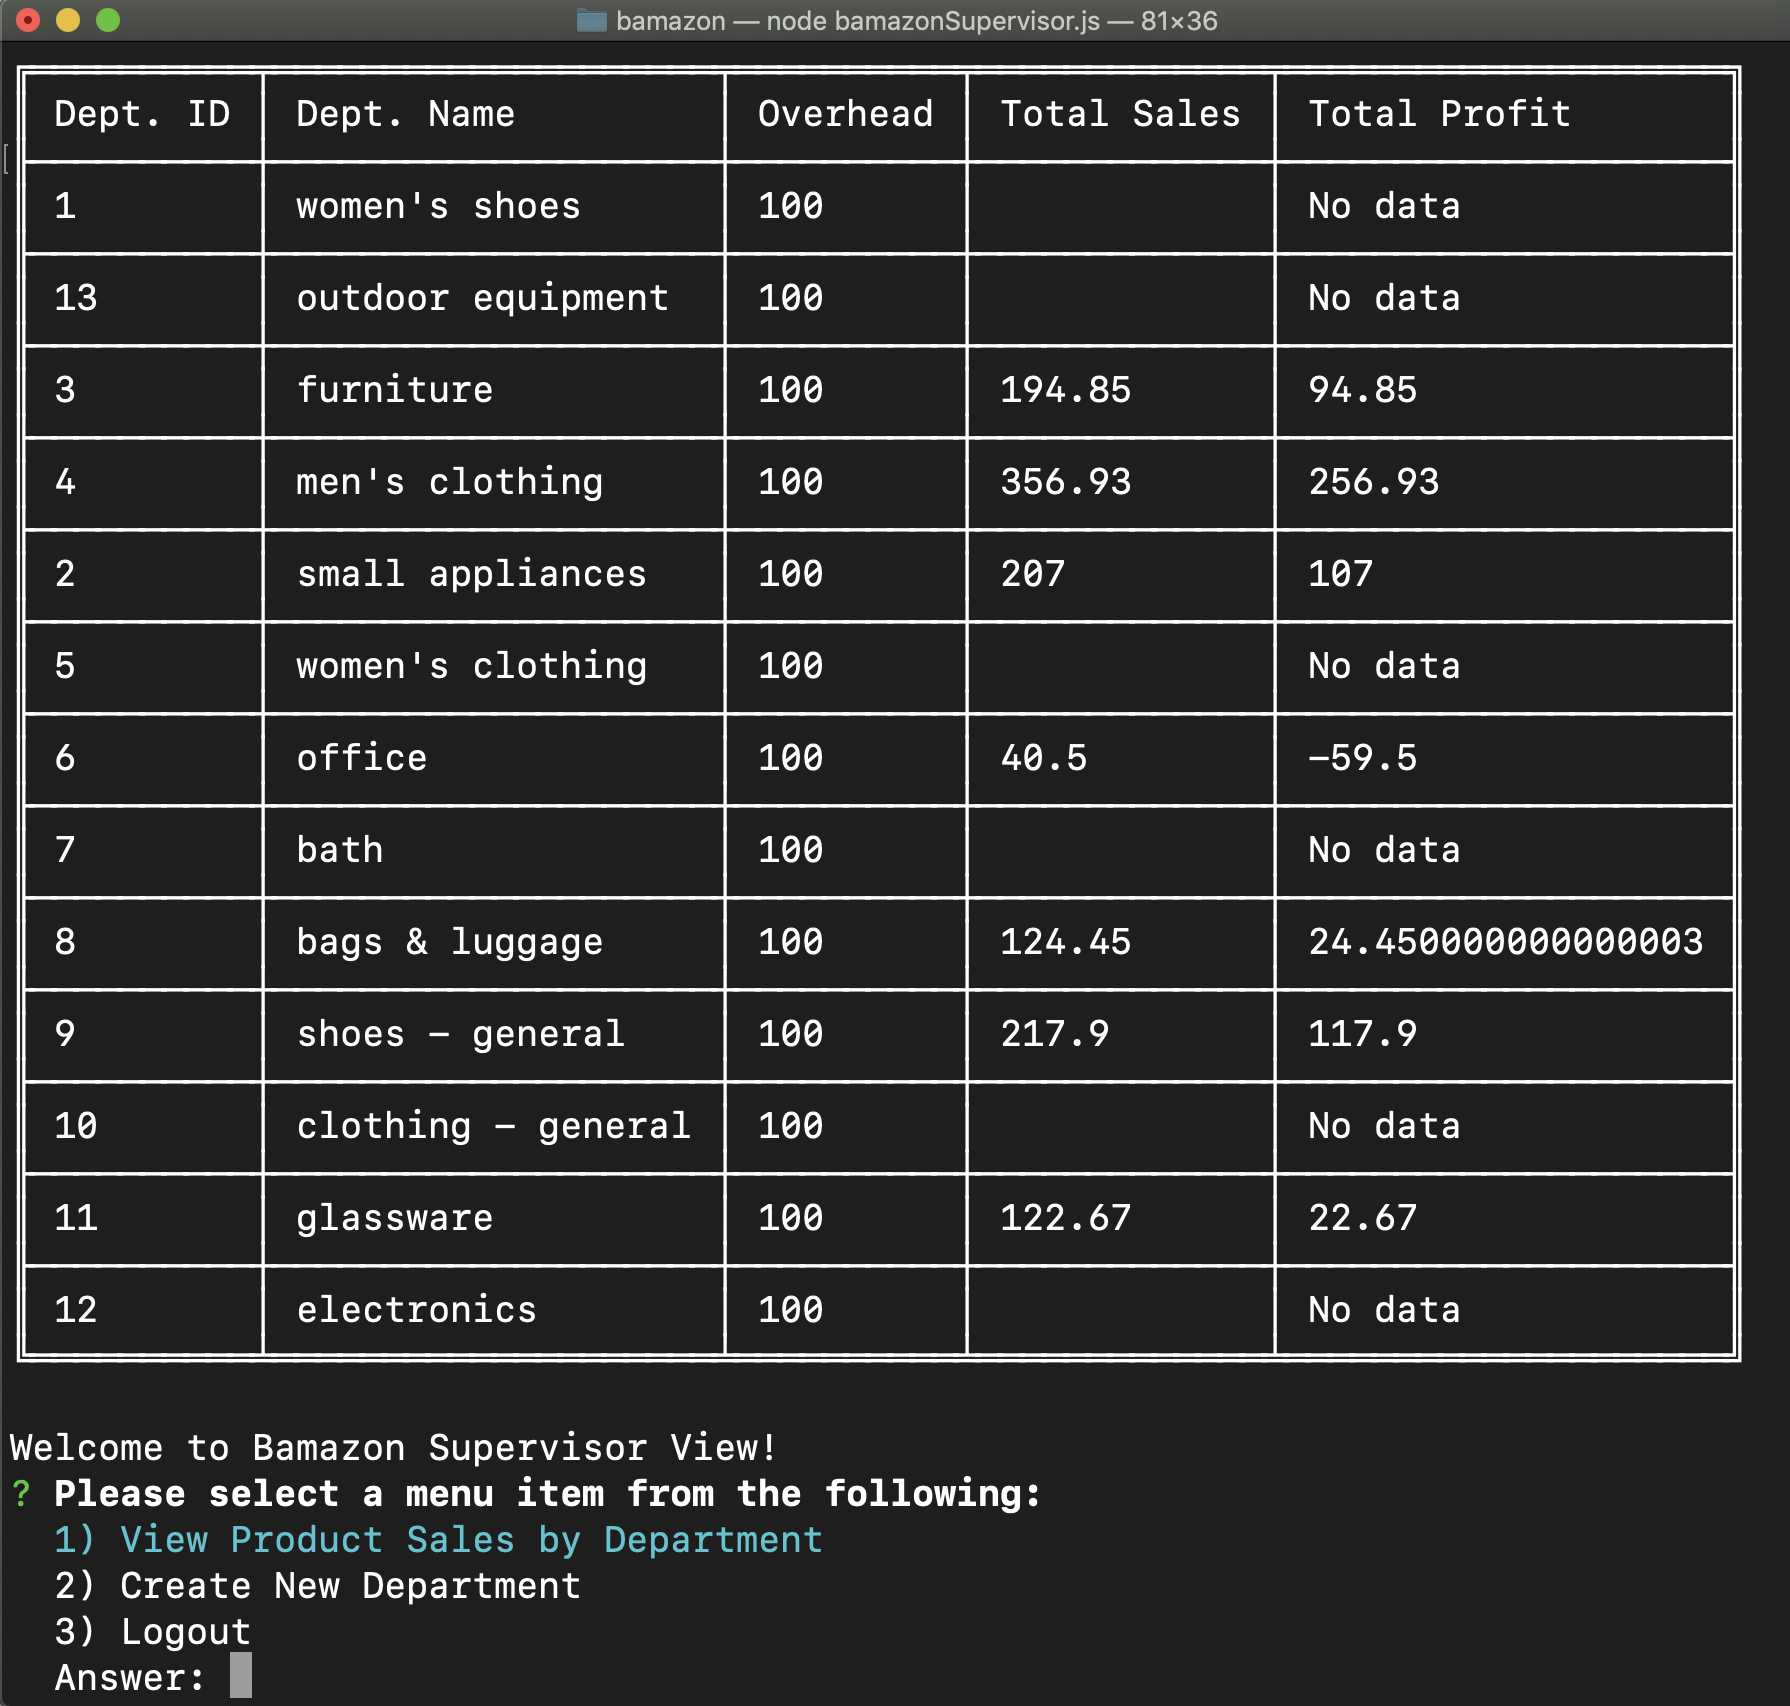 bamazon — node bamazonSupervisor.js — 81×36
Dept. ID Dept. Name Overhead Total Sales Total Profit
1 women's shoes 100 No data
13 outdoor equipment 100 No data
3 furniture 100 194.85 94.85
4 men's clothing 100 356.93 256.93
2 small appliances 100 207 107
5 women's clothing 100 No data
6 office 100 40.5 -59.5
7 bath 100 No data
8 bags & luggage 100 124.45 24.450000000000003
9 shoes - general 100 217.9 117.9
10 clothing - general 100 No data
11 glassware 100 122.67 22.67
12 electronics 100 No data
Welcome to Bamazon Supervisor View!
? Please select a menu item from the following:
1) View Product Sales by Department
2) Create New Department
3) Logout
Answer: